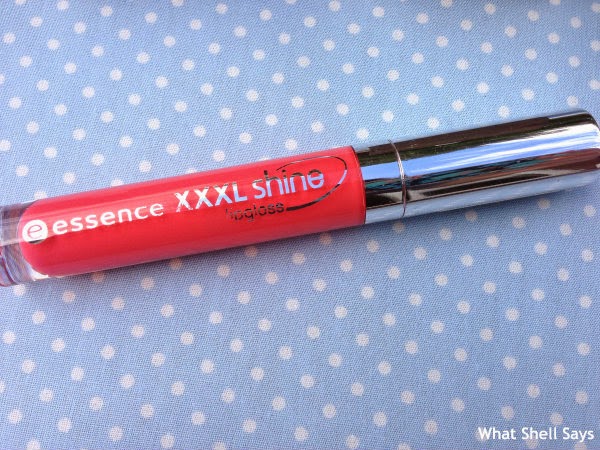 e essence XXXL shine
lipgloss
What Shell Says